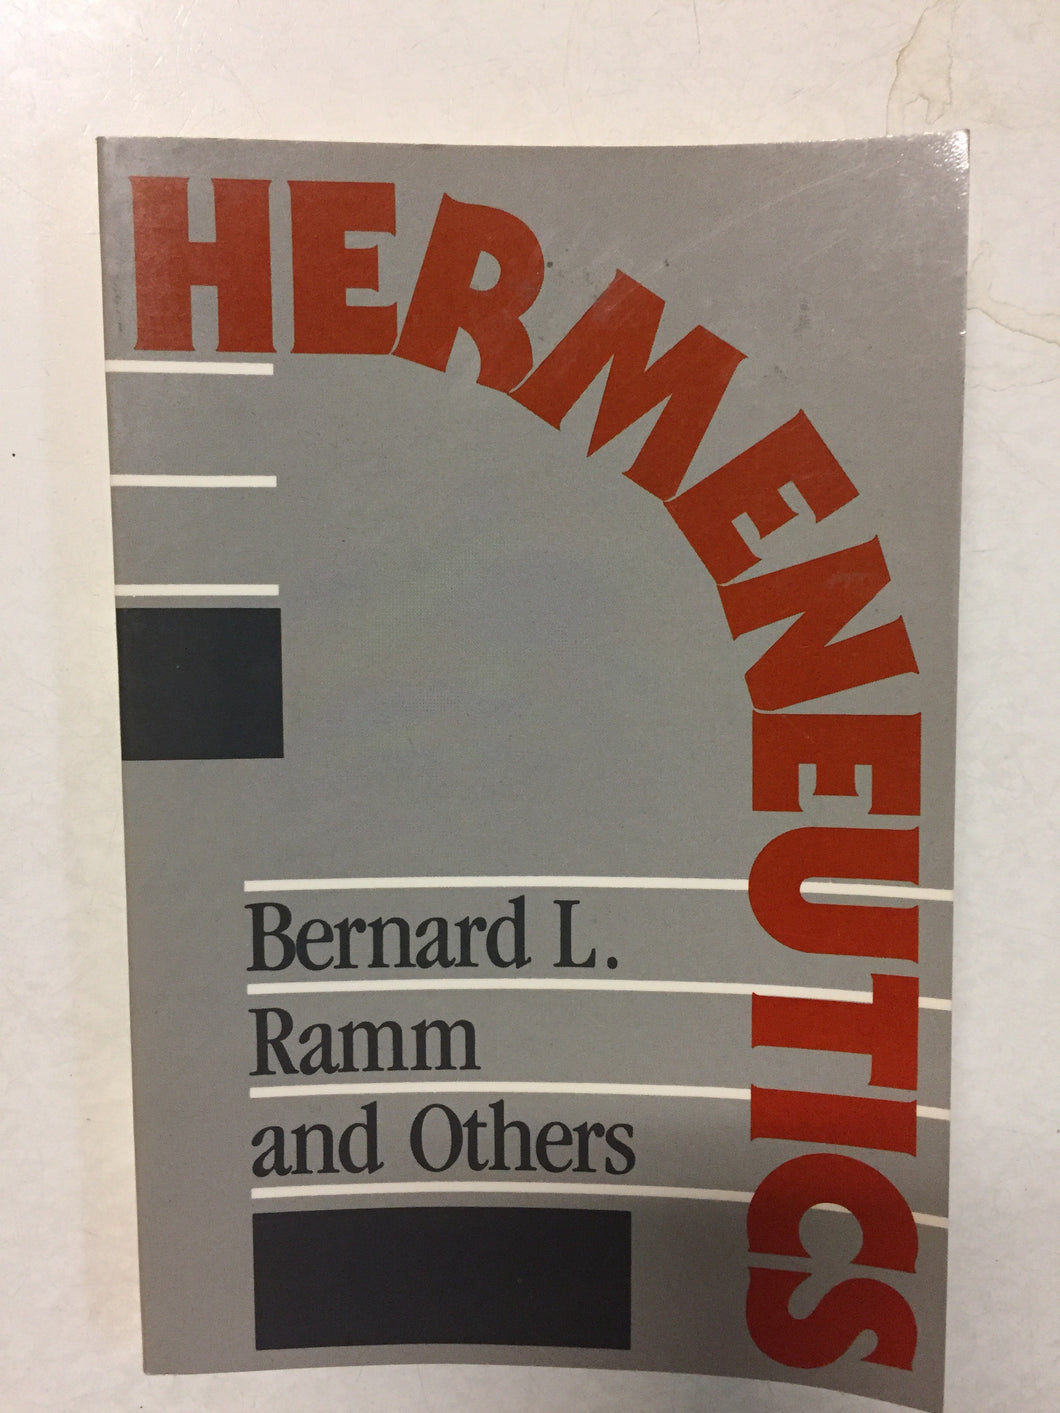 HERMENEUTICS
Bernard L.
Ramm
and Others